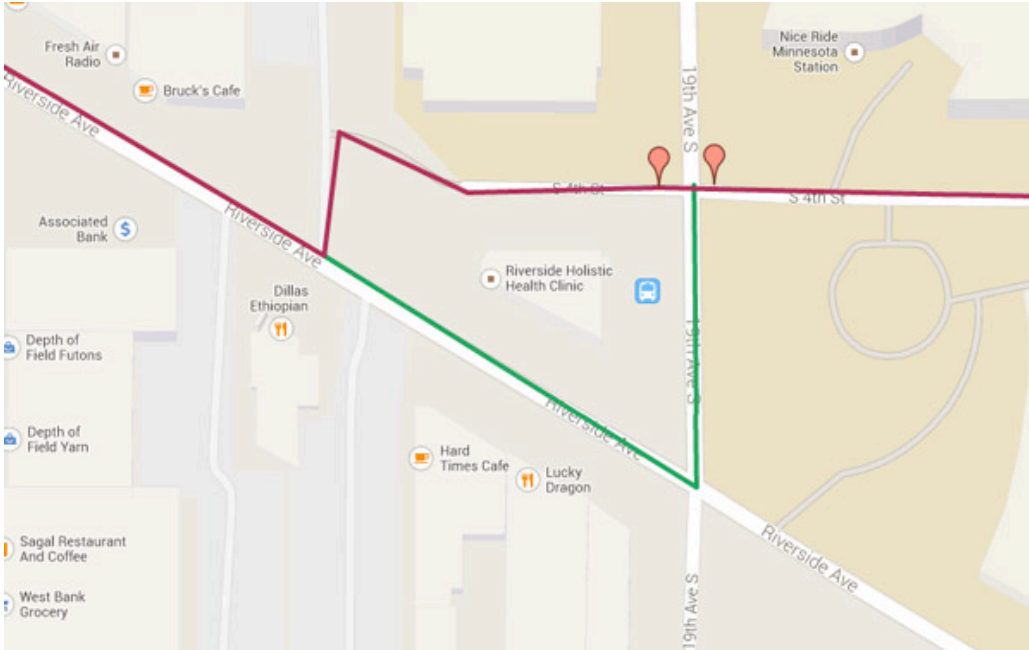 Fresh Air
Radio
Bruck's Cafe
Nice Ride
Minnesota
Station
19th Ave S
Riverside Ave
S 4th St
S 4th St
Associated
Bank
Riverside Ave
Riverside Holistic
Health Clinic
Dillas
Ethiopian
19th Ave S
Depth of
Field Futons
Riverside Ave
Depth of
Field Yarn
Hard
Times Cafe
Lucky
Dragon
Riverside Ave
Sagal Restaurant
And Coffee
West Bank
Grocery
19th Ave S